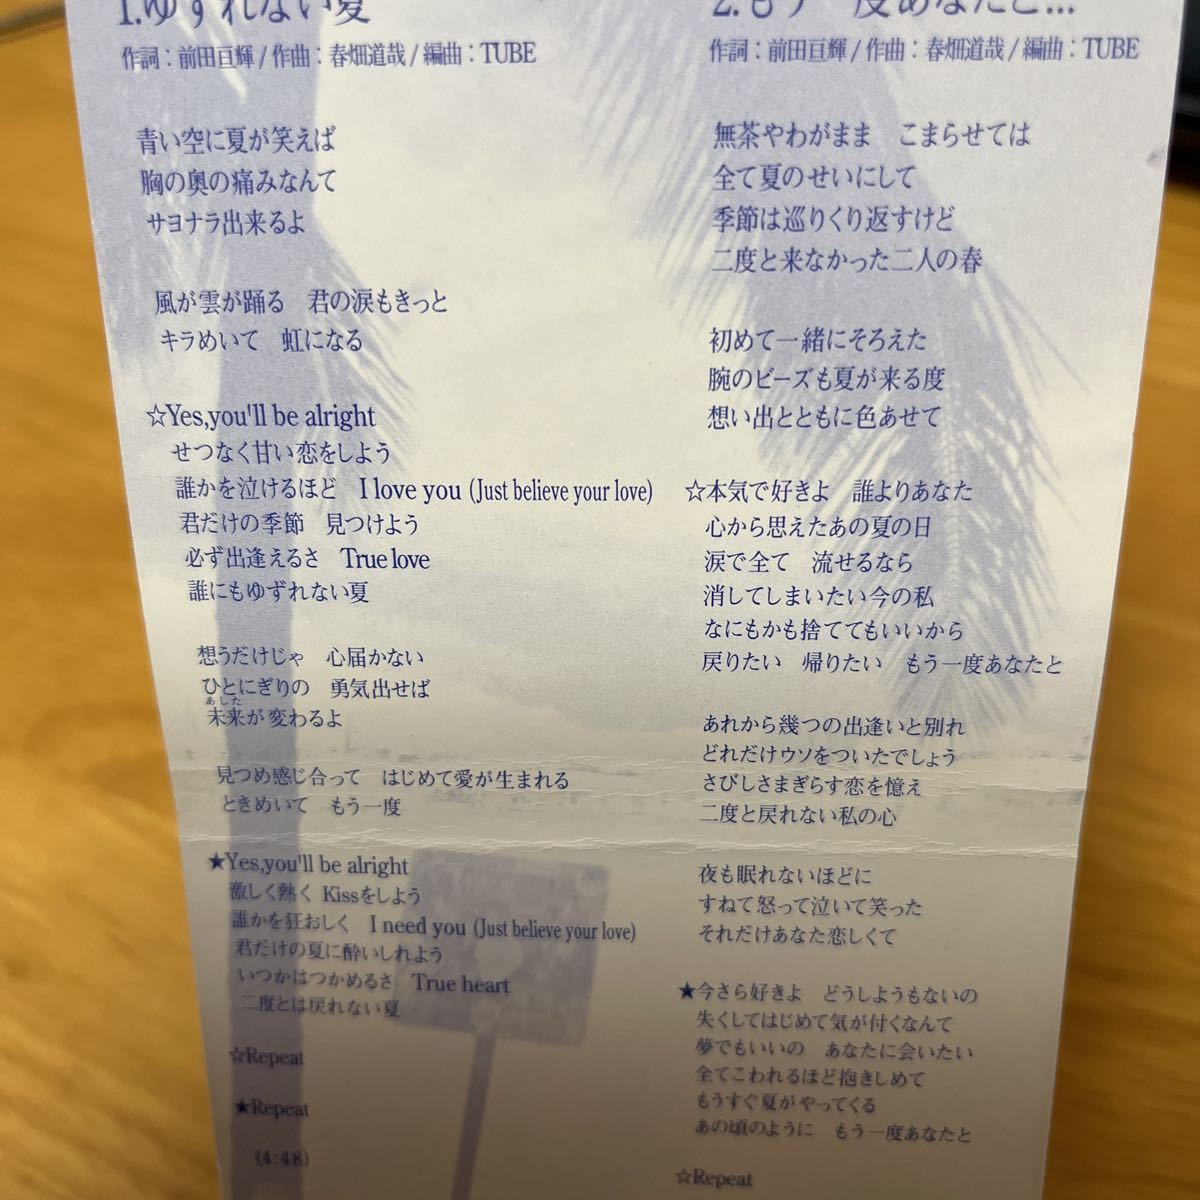 1.ゆずれない夏
作詞：前田亘輝/作曲：春畑道哉/編曲：TUBE
青い空に夏が笑えば
胸の奥の痛みなんて
サヨナラ出来るよ
風が雲が踊る　君の涙もきっと
キラめいて　虹になる
☆Yes,you'll be alright
せつなく甘い恋をしよう
誰かを泣けるほど　I love you (Just believe your love)
君だけの季節　見つけよう
必ず出逢えるさ　True love
誰にもゆずれない夏
想うだけじゃ　心届かない
ひとにぎりの　勇気出せば
あした
未来が変わるよ
見つめ感じ合って　はじめて愛が生まれる
ときめいて　もう一度
★Yes,you'll be alright
激しく熱く Kissをしよう
誰かを狂おしく　I need you (Just believe your love)
君だけの夏に酔いしれよう
いつかはつかめるさ　True heart
二度とは戻れない夏
☆Repeat
★Repeat
(4:48)
2.もう一度あなたと…
作詞：前田亘輝/作曲：春畑道哉/編曲：TUBE
無茶やわがまま　こまらせては
全て夏のせいにして
季節は巡りくり返すけど
二度と来なかった二人の春
初めて一緒にそろえた
腕のビーズも夏が来る度
想い出とともに色あせて
☆本気で好きよ　誰よりあなた
心から思えたあの夏の日
涙で全て　流せるなら
消してしまいたい今の私
なにもかも捨ててもいいから
戻りたい　帰りたい　もう一度あなたと
あれから幾つの出逢いと別れ
どれだけウソをついたでしょう
さびしさまぎらす恋を憶え
二度と戻れない私の心
夜も眠れないほどに
すねて怒って泣いて笑った
それだけあなた恋しくて
★今さら好きよ　どうしようもないの
失くしてはじめて気が付くなんて
夢でもいいの　あなたに会いたい
全てこわれるほど抱きしめて
もうすぐ夏がやってくる
あの頃のように　もう一度あなたと
☆Repeat